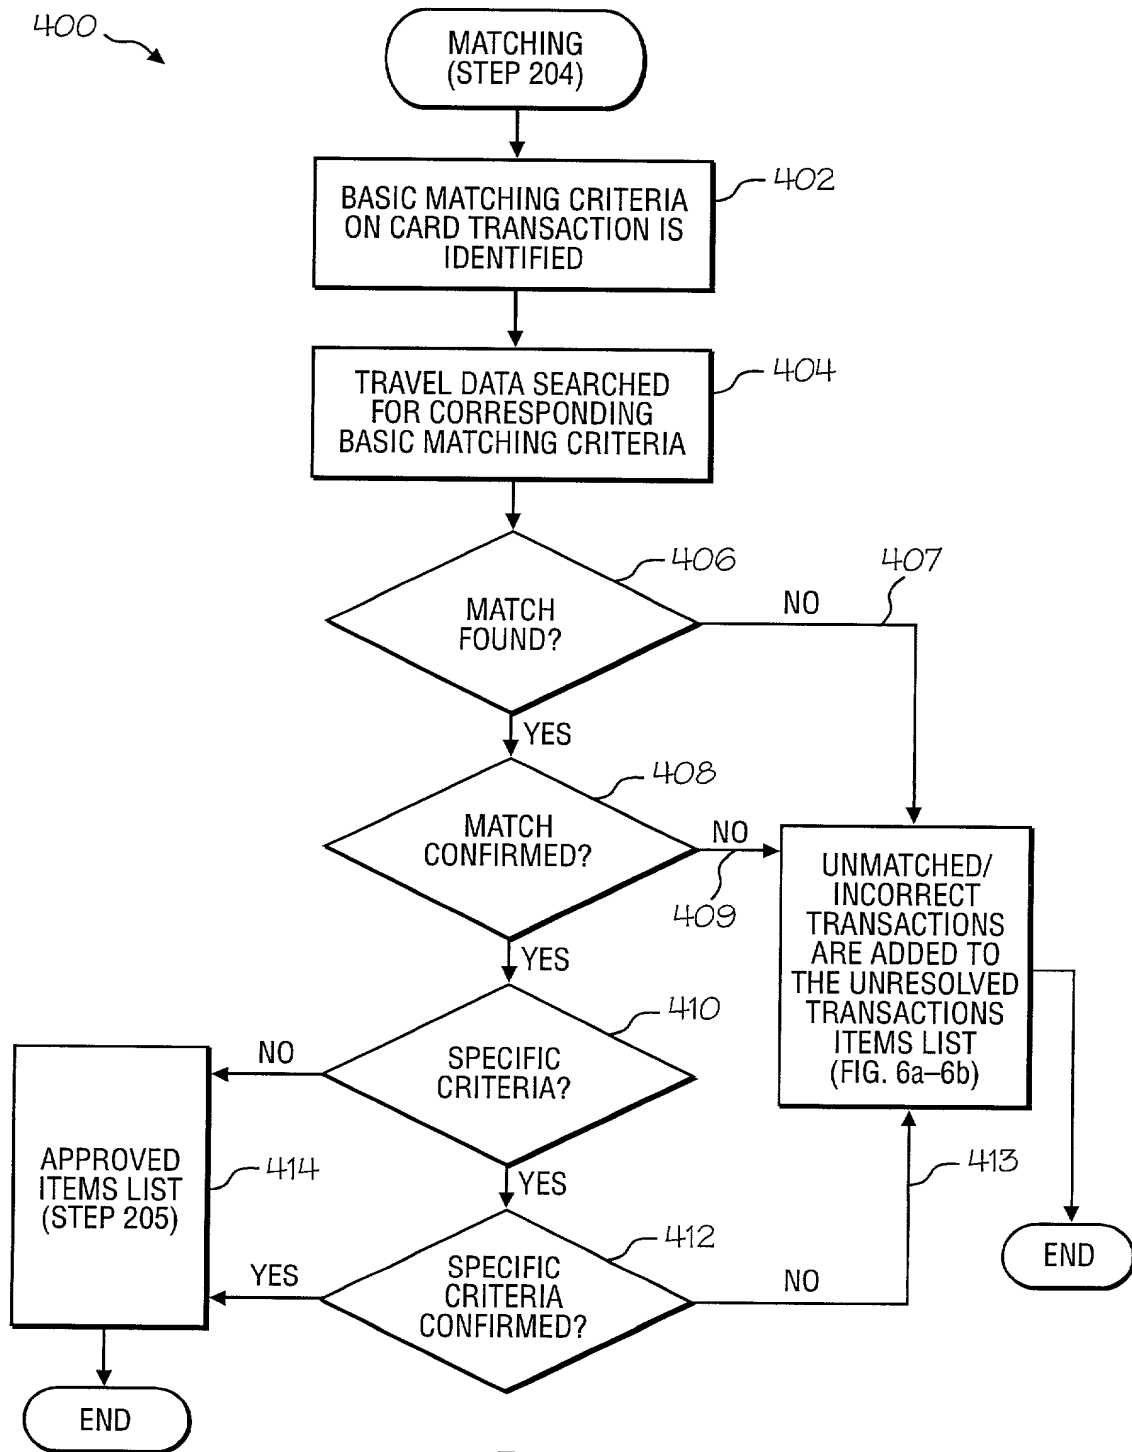 400
MATCHING
(STEP 204)
402
BASIC MATCHING CRITERIA
ON CARD TRANSACTION IS
IDENTIFIED
404
TRAVEL DATA SEARCHED
FOR CORRESPONDING
BASIC MATCHING CRITERIA
406
407
NO
MATCH
FOUND?
YES
408
MATCH
CONFIRMED?
NO
409
UNMATCHED/
INCORRECT
TRANSACTIONS
ARE ADDED TO
THE UNRESOLVED
TRANSACTIONS
ITEMS LIST
(FIG. 6a–6b)
YES
410
NO
SPECIFIC
CRITERIA?
APPROVED
ITEMS LIST
(STEP 205)
414
YES
413
412
YES
SPECIFIC
CRITERIA
CONFIRMED?
NO
END
END